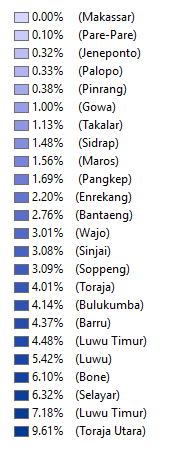 0.00% (Makassar)
0.10% (Pare-Pare)
0.32% (Jeneponto)
0.33% (Palopo)
0.38% (Pinrang)
1.00% (Gowa)
1.13% (Takalar)
1.48% (Sidrap)
1.56% (Maros)
1.69% (Pangkep)
2.20% (Enrekang)
2.76% (Bantaeng)
3.01% (Wajo)
3.08% (Sinjai)
3.09% (Soppeng)
4.01% (Toraja)
4.14% (Bulukumba)
4.37% (Barru)
4.48% (Luwu Timur)
5.42% (Luwu)
6.10% (Bone)
6.32% (Selayar)
7.18% (Luwu Timur)
9.61% (Toraja Utara)